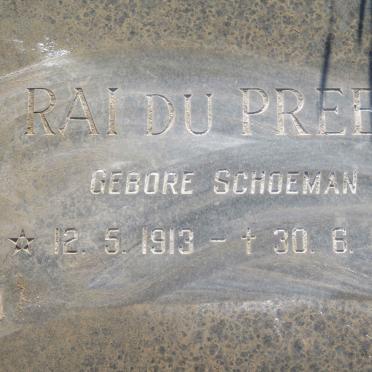 RAI DU PREE
GEBORE SCHOEMAN
☆ 12. 5. 1913 – † 30. 6.